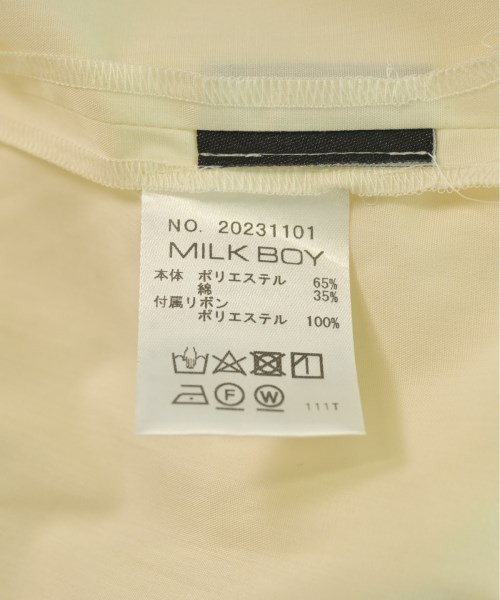 NO. 20231101
MILK BOY
本体 ポリエステル 65%
綿 35%
付属リボン
ポリエステル 100%
F W 111T